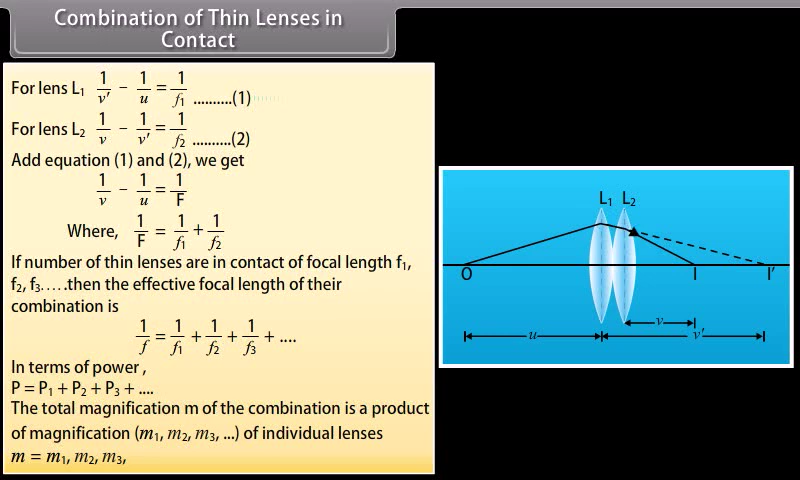 Combination of Thin Lenses in
Contact
For lens L₁ 1/v′ − 1/u = 1/f₁ ..........(1)
For lens L₂ 1/v − 1/v′ = 1/f₂ ..........(2)
Add equation (1) and (2), we get
1/v − 1/u = 1/F
Where, 1/F = 1/f₁ + 1/f₂
If number of thin lenses are in contact of focal length f₁,
f₂, f₃.....then the effective focal length of their
combination is
1/f = 1/f₁ + 1/f₂ + 1/f₃ + ....
In terms of power ,
P = P₁ + P₂ + P₃ + ....
The total magnification m of the combination is a product
of magnification (m₁, m₂, m₃, ...) of individual lenses
m = m₁, m₂, m₃,
L₁ L₂
O I I′
v
u v′